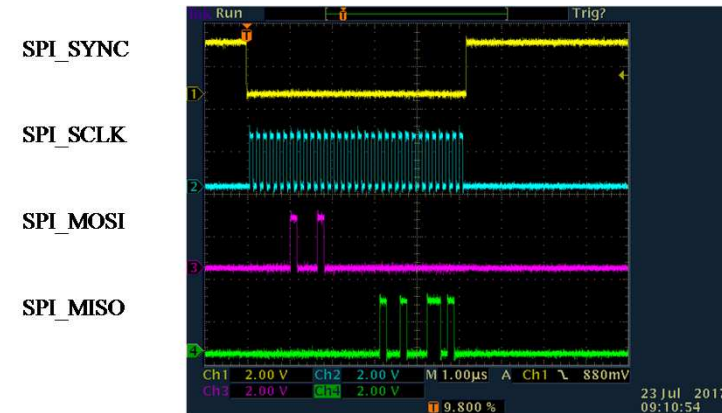 Run Trig?
T
SPI_SYNC
1
SPI_SCLK
2
SPI_MOSI
3
SPI_MISO
4
Ch1 2.00 V Ch2 2.00 V M 1.00µs A Ch1 880mV
Ch3 2.00 V Ch4 2.00 V
T 9.800 %
23 Jul 2017
09:10:54